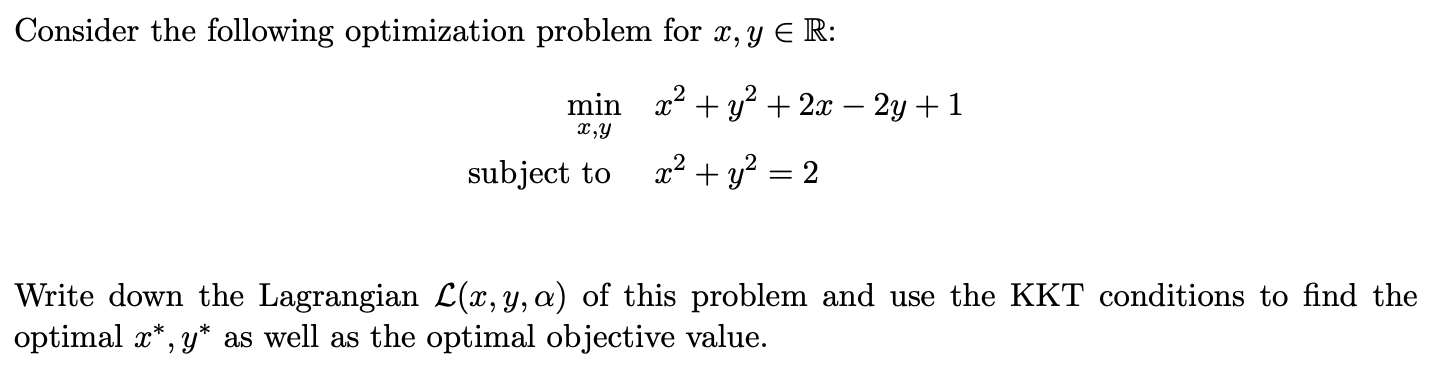 Consider the following optimization problem for x, y ∈ ℝ:
min x² + y² + 2x − 2y + 1
x,y
subject to x² + y² = 2
Write down the Lagrangian ℒ(x, y, α) of this problem and use the KKT conditions to find the
optimal x*, y* as well as the optimal objective value.